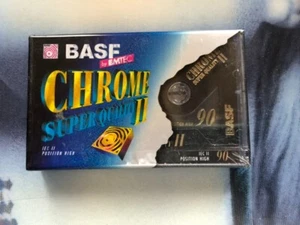 BASF
by EMTEC
CHROME
SUPER QUALITY II
IEC II
POSITION HIGH
CHROME
SUPER QUALITY II
90
BASF
II
IEC II
POSITION HIGH
90